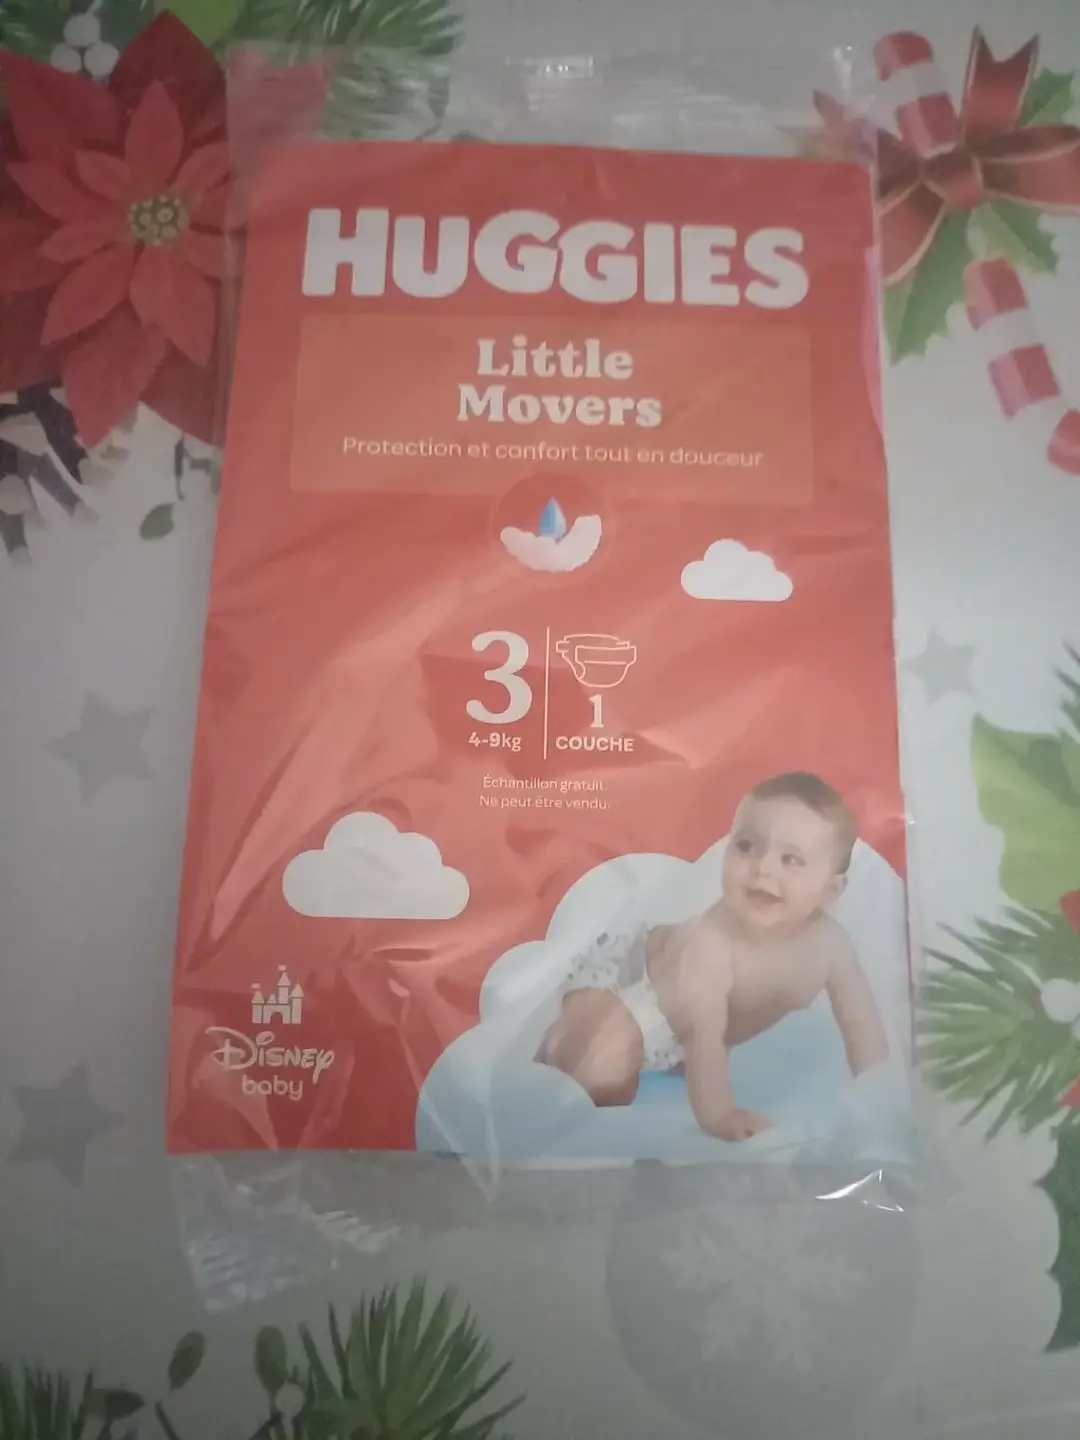 HUGGIES
Little
Movers
Protection et confort tout en douceur
3
4-9kg
1
COUCHE
Échantillon gratuit.
Ne peut être vendu.
Disney
baby